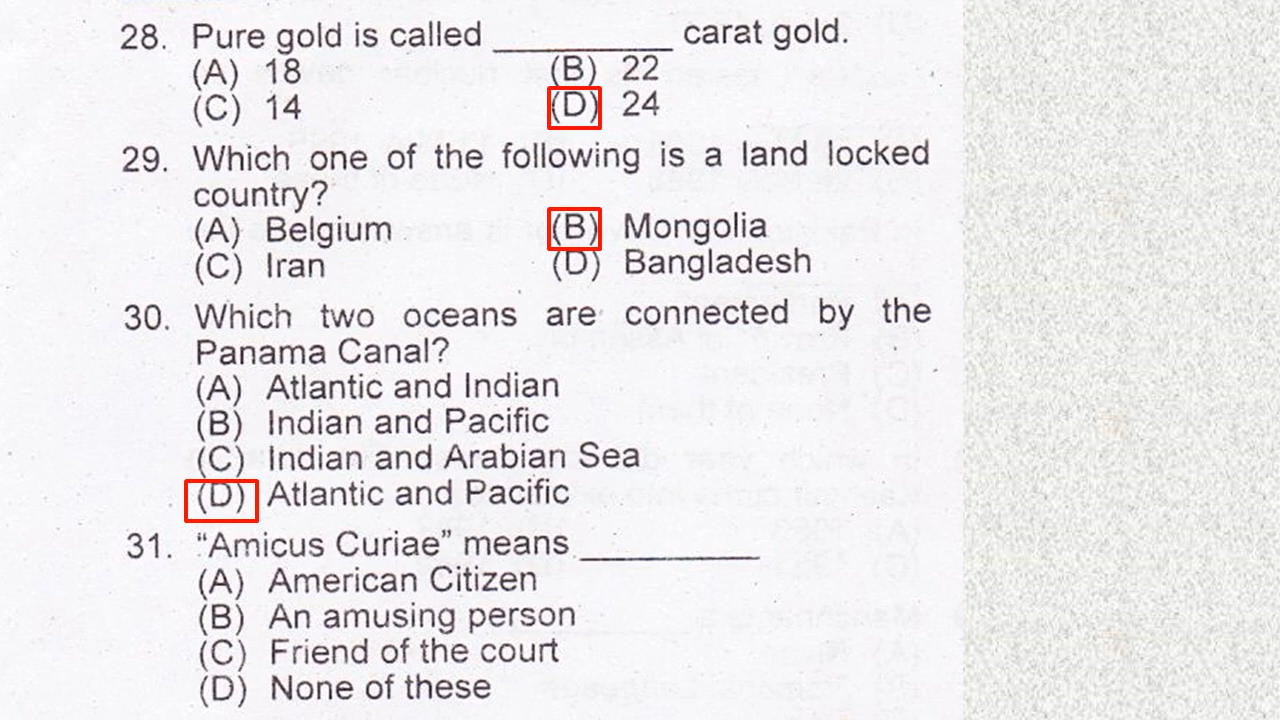 28. Pure gold is called __________ carat gold.
(A) 18 (B) 22
(C) 14 (D) 24
29. Which one of the following is a land locked
country?
(A) Belgium (B) Mongolia
(C) Iran (D) Bangladesh
30. Which two oceans are connected by the
Panama Canal?
(A) Atlantic and Indian
(B) Indian and Pacific
(C) Indian and Arabian Sea
(D) Atlantic and Pacific
31. “Amicus Curiae” means __________
(A) American Citizen
(B) An amusing person
(C) Friend of the court
(D) None of these